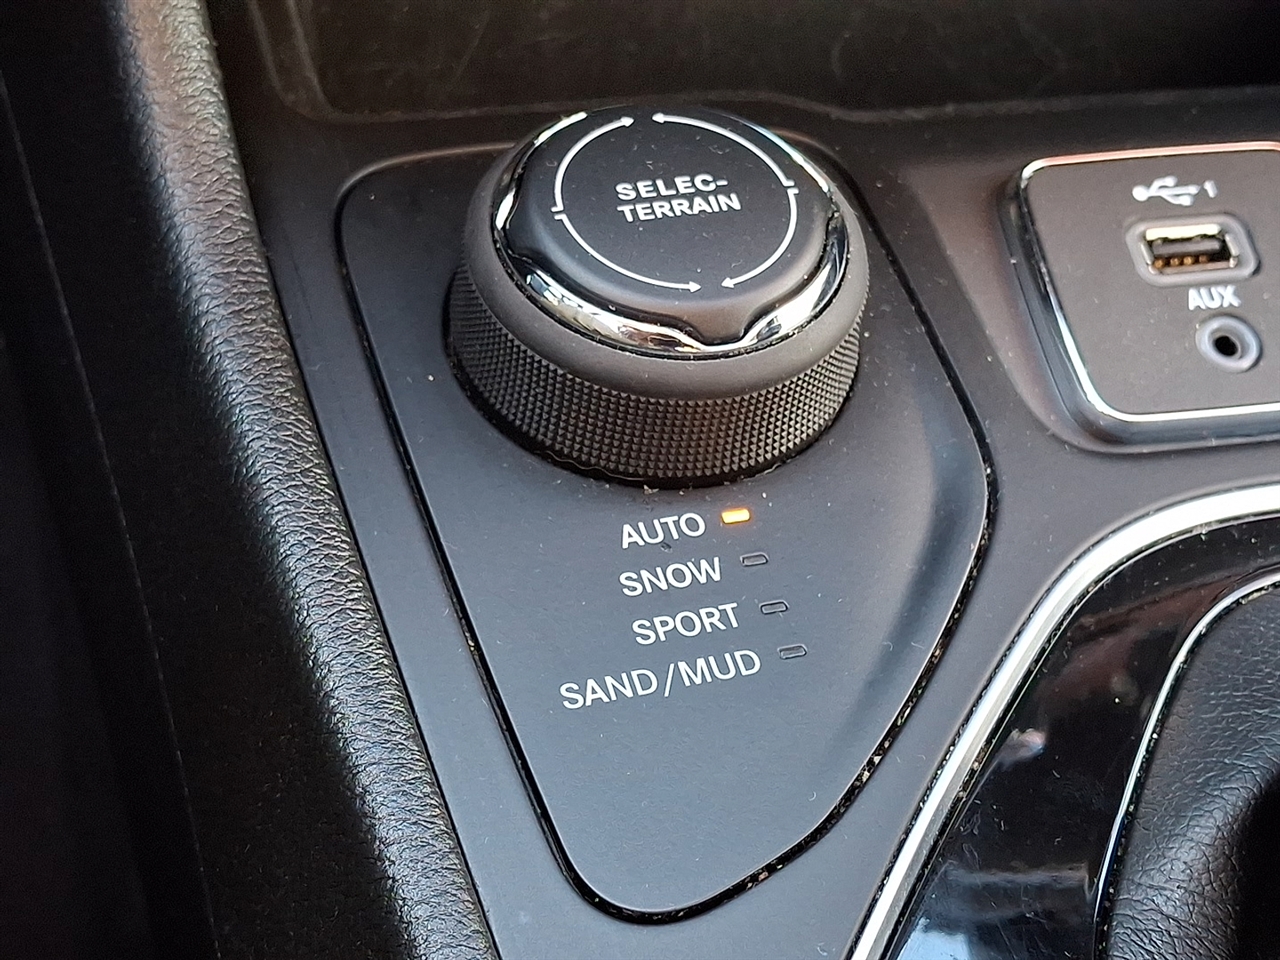 SELEC-
TERRAIN
1
AUX
AUTO
SNOW
SPORT
SAND/MUD